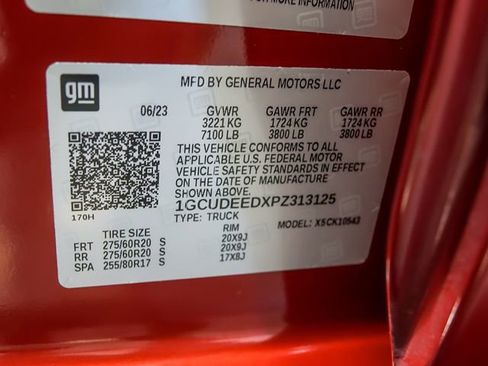 OR MORE INFORMATION
gm
MFD BY GENERAL MOTORS LLC
06/23 GVWR GAWR FRT GAWR RR
3221 KG 1724 KG 1724 KG
7100 LB 3800 LB 3800 LB
THIS VEHICLE CONFORMS TO ALL
APPLICABLE U.S. FEDERAL MOTOR
VEHICLE SAFETY STANDARDS IN EFFECT
ON THE DATE OF MANUFACTURE
SHOWN ABOVE.
1GCUDEEDXPZ313125
170H
TYPE: TRUCK MODEL: X5CK10543
TIRE SIZE RIM
FRT 275/60R20 S 20X9J
RR 275/60R20 S 20X9J
SPA 255/80R17 S 17X8J